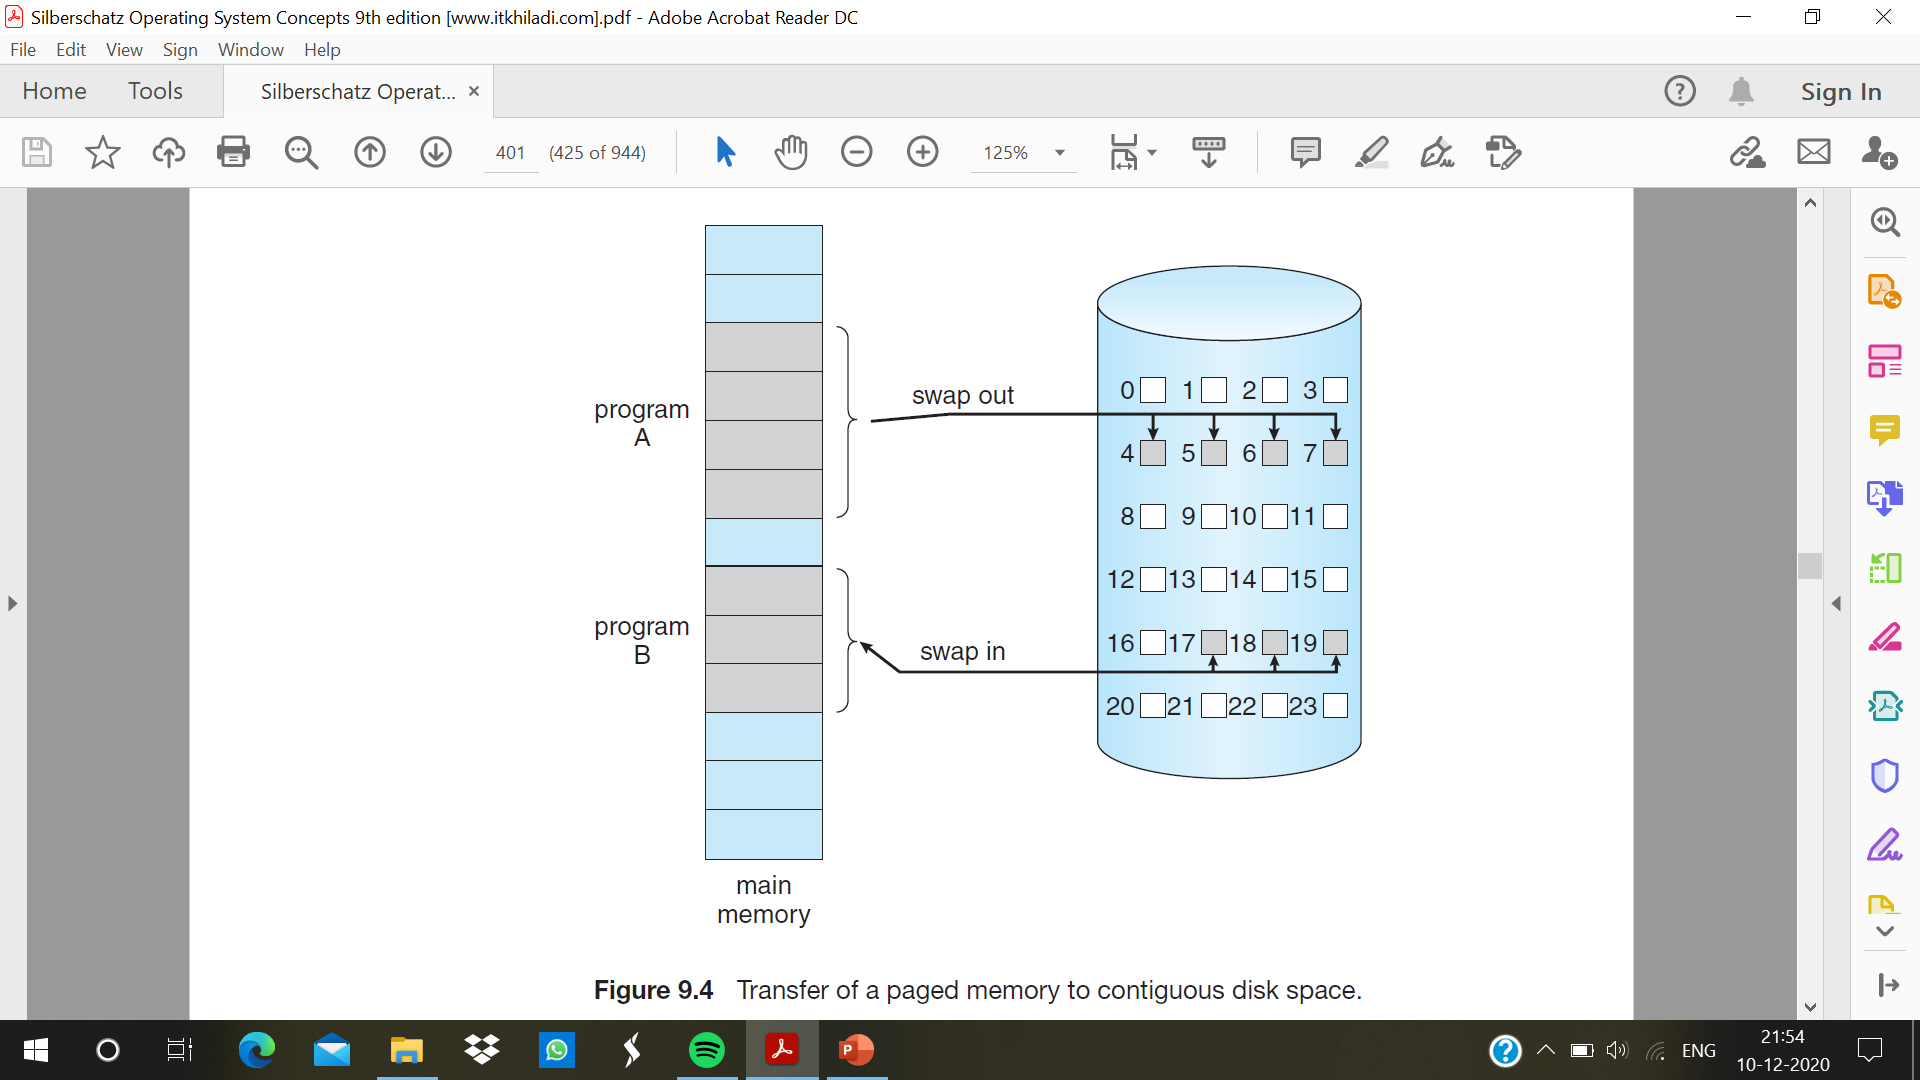 Silberschatz Operating System Concepts 9th edition [www.itkhiladi.com].pdf - Adobe Acrobat Reader DC
File Edit View Sign Window Help
Home Tools Silberschatz Operat... × Sign In
401 (425 of 944) 125%
swap out
program
A
0 1 2 3
4 5 6 7
8 9 10 11
12 13 14 15
program
B
swap in
16 17 18 19
20 21 22 23
main
memory
Figure 9.4 Transfer of a paged memory to contiguous disk space.
ENG
21:54
10-12-2020